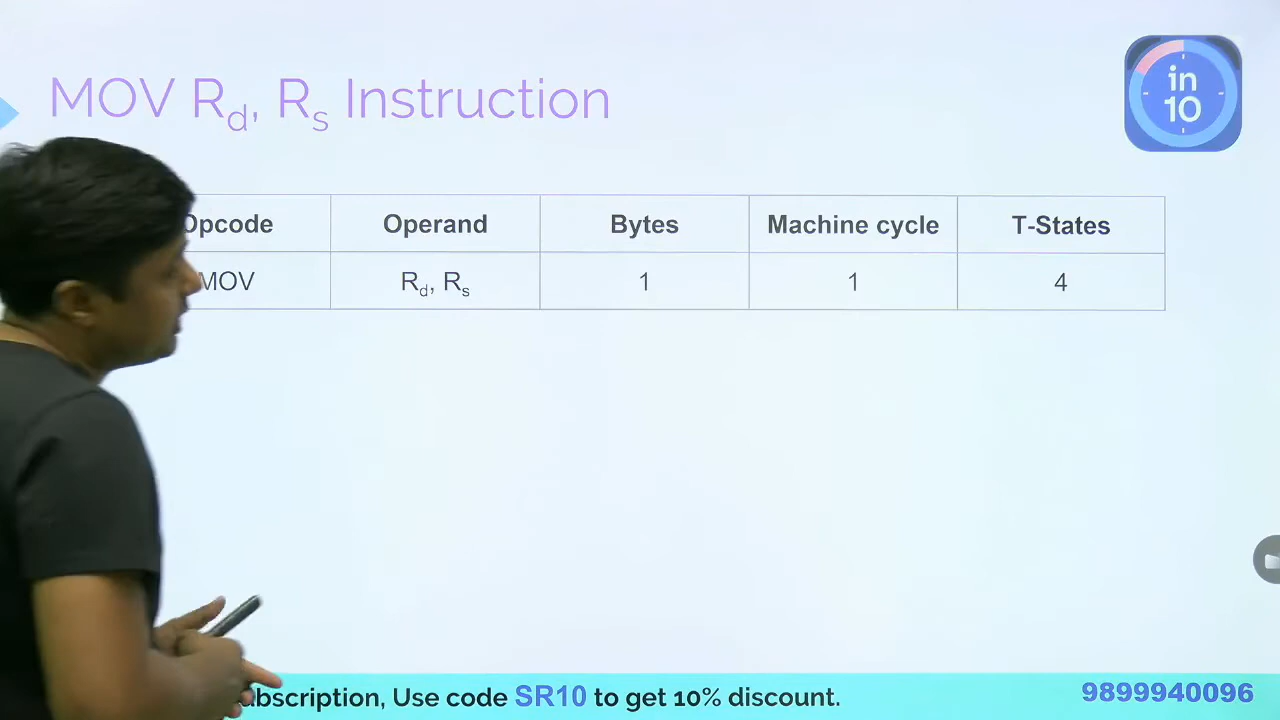 MOV Rd, Rs Instruction
in
10
Opcode Operand Bytes Machine cycle T-States
MOV Rd, Rs 1 1 4
Use code SR10 to get 10% discount.
9899940096